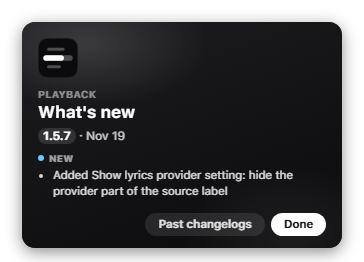 PLAYBACK
What's new
1.5.7 · Nov 19
NEW
• Added Show lyrics provider setting: hide the
provider part of the source label
Past changelogs Done